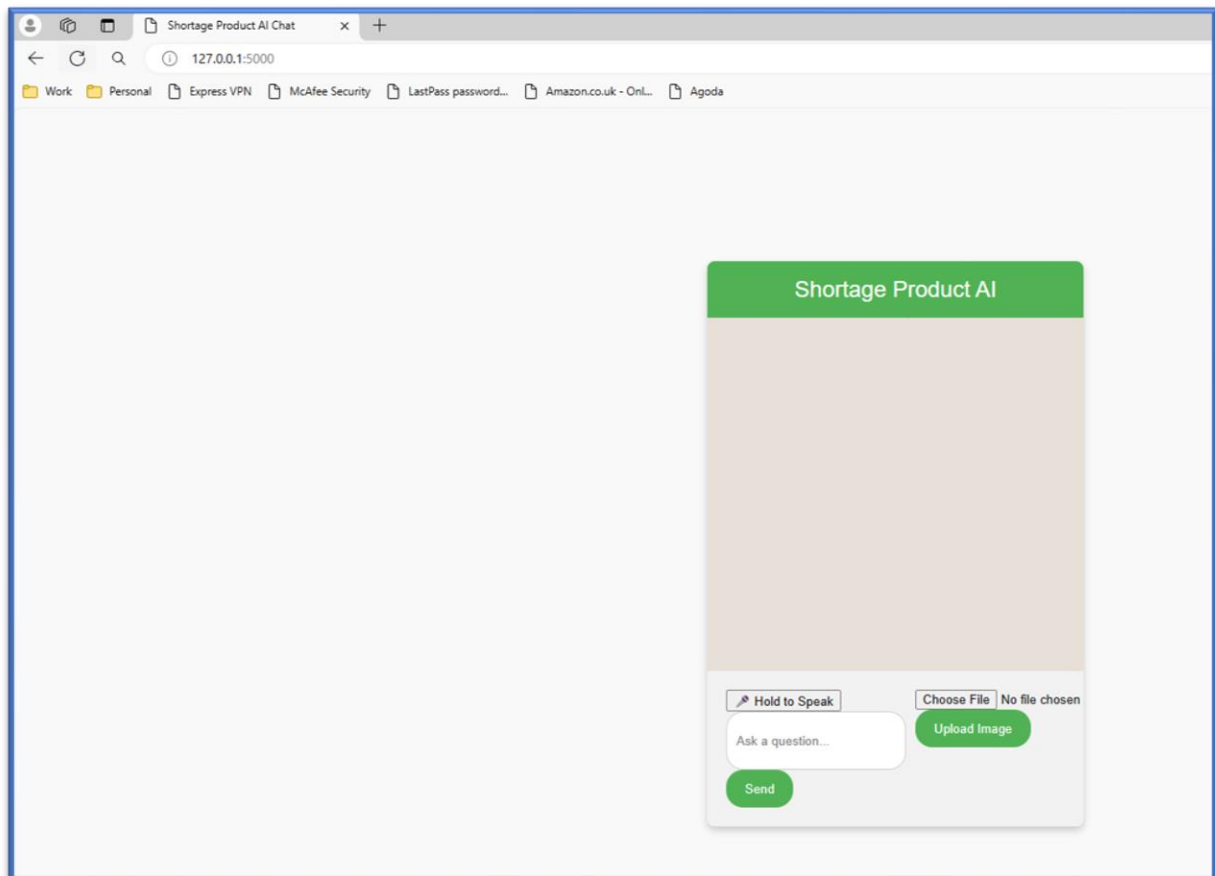 Shortage Product AI Chat
127.0.0.1:5000
Work Personal Express VPN McAfee Security LastPass password... Amazon.co.uk - Onl... Agoda
Shortage Product AI
Hold to Speak
Choose File No file chosen
Ask a question...
Upload Image
Send